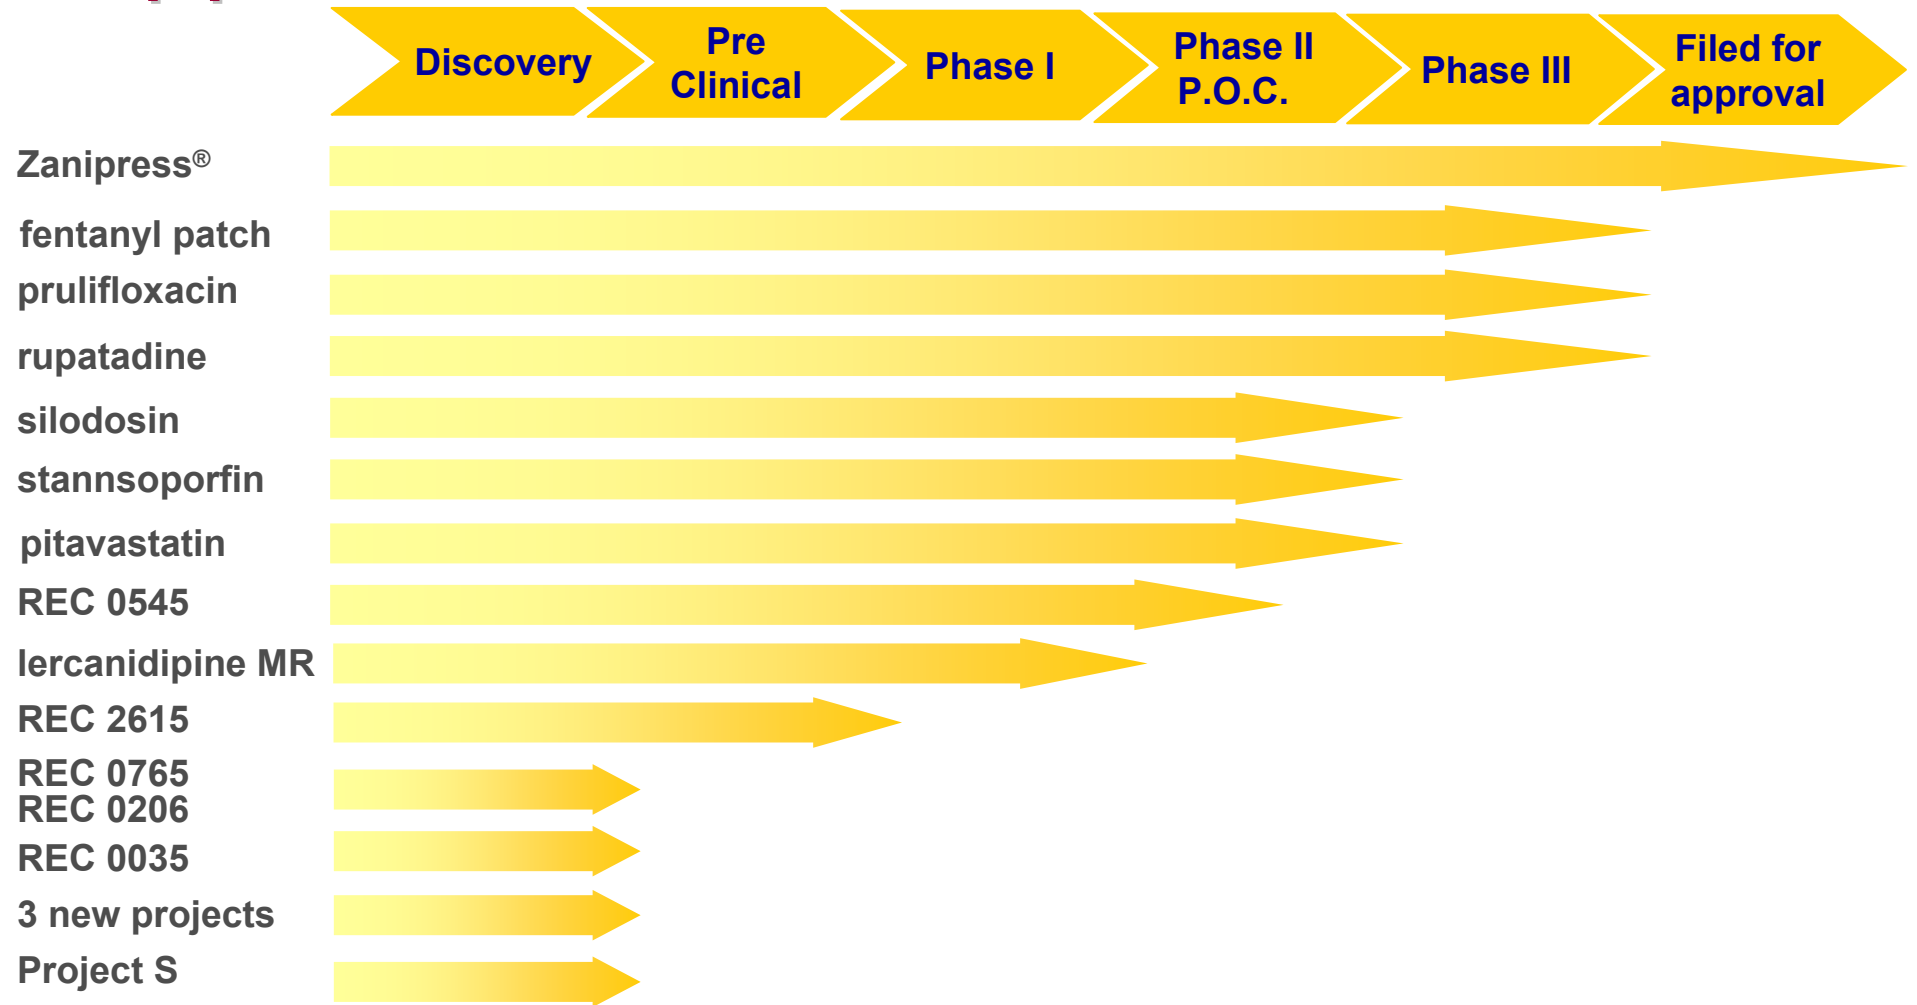 Discovery
Pre
Clinical
Phase I
Phase II
P.O.C.
Phase III
Filed for
approval
Zanipress®
fentanyl patch
prulifloxacin
rupatadine
silodosin
stannsoporfin
pitavastatin
REC 0545
lercanidipine MR
REC 2615
REC 0765
REC 0206
REC 0035
3 new projects
Project S